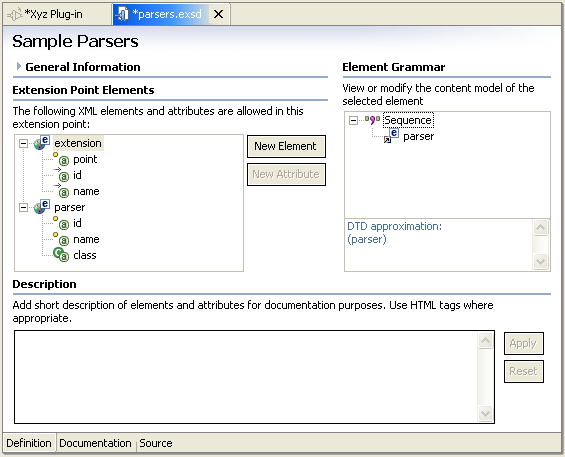 *Xyz Plug-in
*parsers.exsd
Sample Parsers
General Information
Extension Point Elements
The following XML elements and attributes are allowed in this
extension point:
extension
point
id
name
parser
id
name
class
New Element
New Attribute
Element Grammar
View or modify the content model of the
selected element
Sequence
parser
DTD approximation:
(parser)
Description
Add short description of elements and attributes for documentation purposes. Use HTML tags where
appropriate.
Apply
Reset
Definition
Documentation
Source